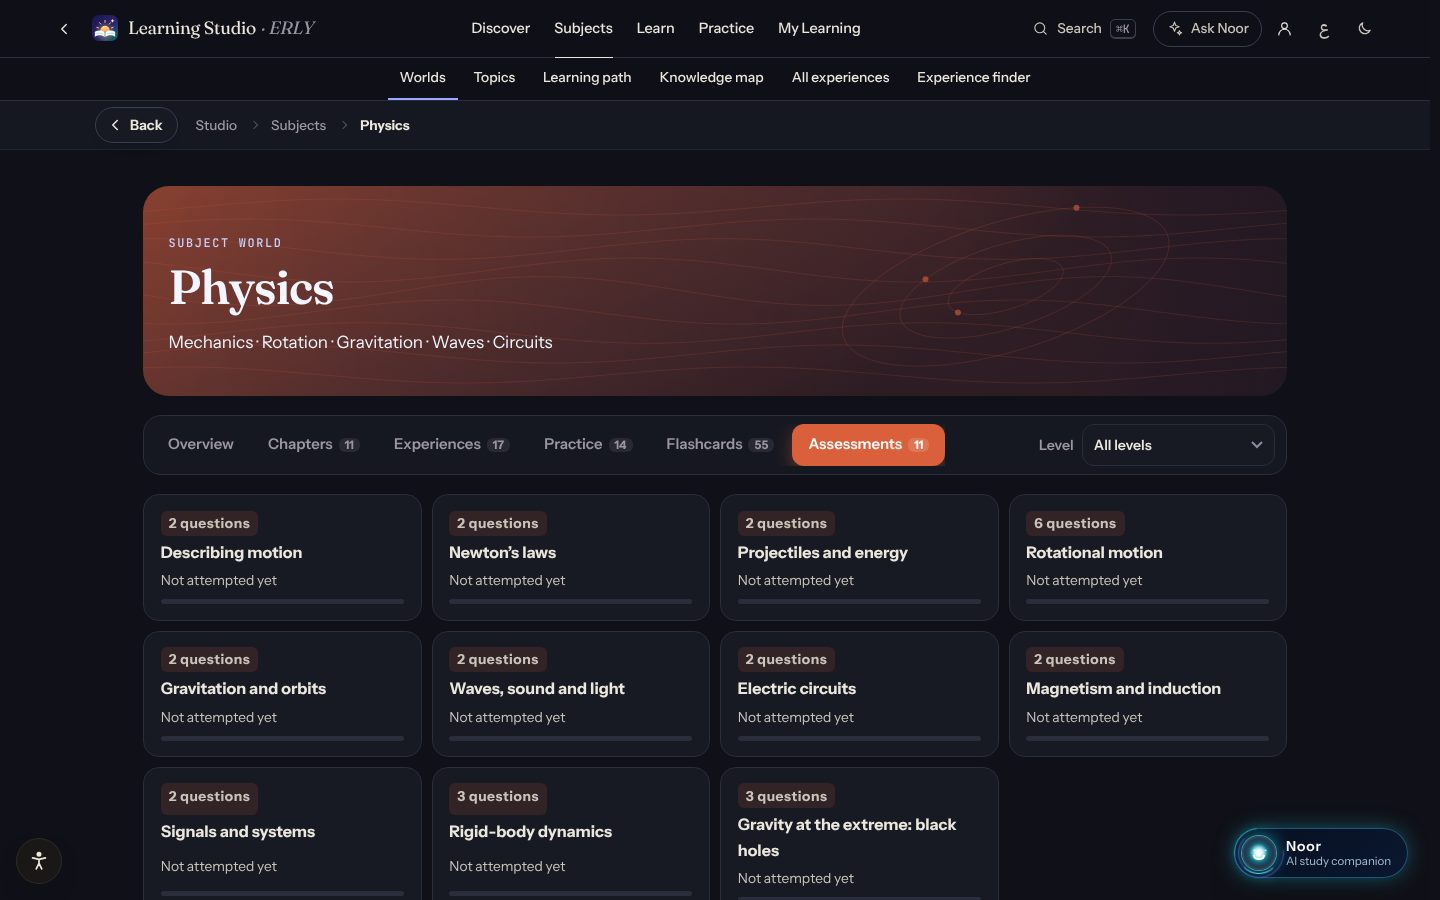 Learning Studio · ERLY
Discover
Subjects
Learn
Practice
My Learning
Search
⌘K
Ask Noor
ع
Worlds
Topics
Learning path
Knowledge map
All experiences
Experience finder
Back
Studio
Subjects
Physics
SUBJECT WORLD
Physics
Mechanics · Rotation · Gravitation · Waves · Circuits
Overview
Chapters 11
Experiences 17
Practice 14
Flashcards 55
Assessments 11
Level
All levels
2 questions
Describing motion
Not attempted yet
2 questions
Newton’s laws
Not attempted yet
2 questions
Projectiles and energy
Not attempted yet
6 questions
Rotational motion
Not attempted yet
2 questions
Gravitation and orbits
Not attempted yet
2 questions
Waves, sound and light
Not attempted yet
2 questions
Electric circuits
Not attempted yet
2 questions
Magnetism and induction
Not attempted yet
2 questions
Signals and systems
Not attempted yet
3 questions
Rigid-body dynamics
Not attempted yet
3 questions
Gravity at the extreme: black
holes
Not attempted yet
Noor
AI study companion